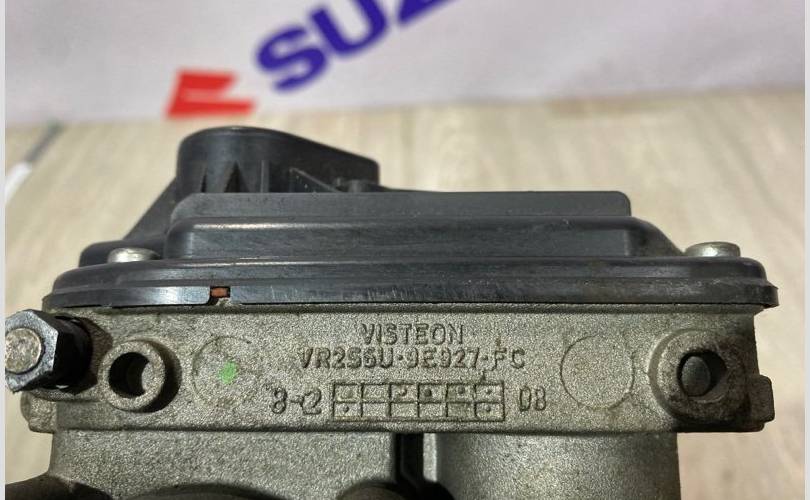 SUZ
VISTEON
VR2S6U-9E927-FC
8-2 08